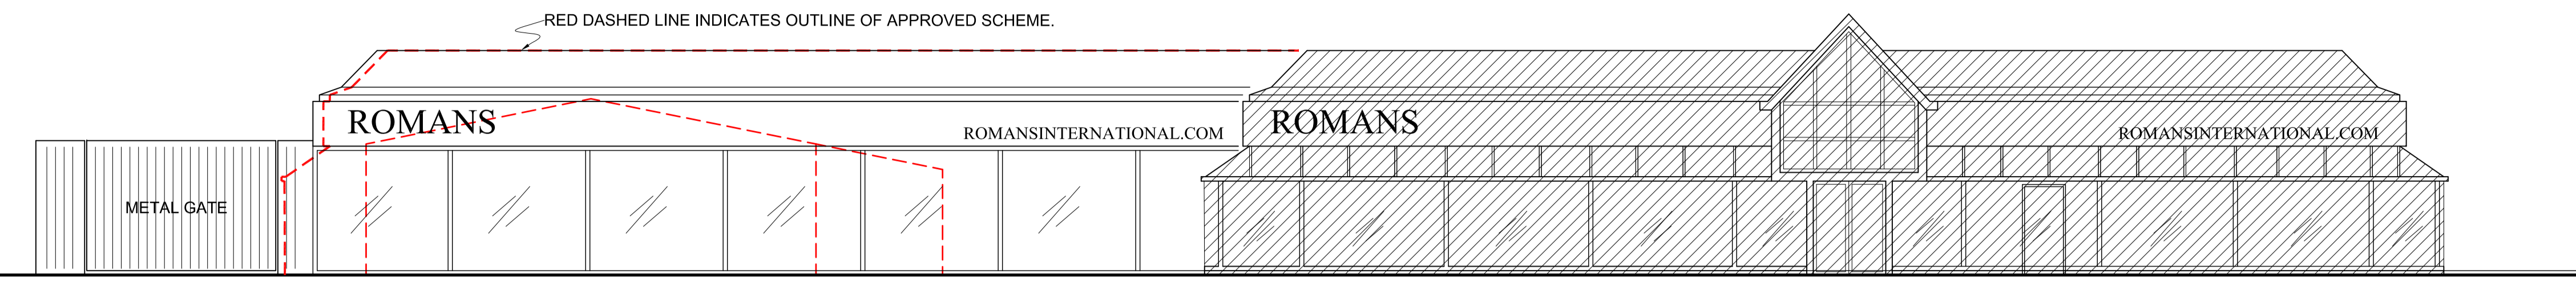 RED DASHED LINE INDICATES OUTLINE OF APPROVED SCHEME.
ROMANS
ROMANSINTERNATIONAL.COM
ROMANS
ROMANSINTERNATIONAL.COM
METAL GATE